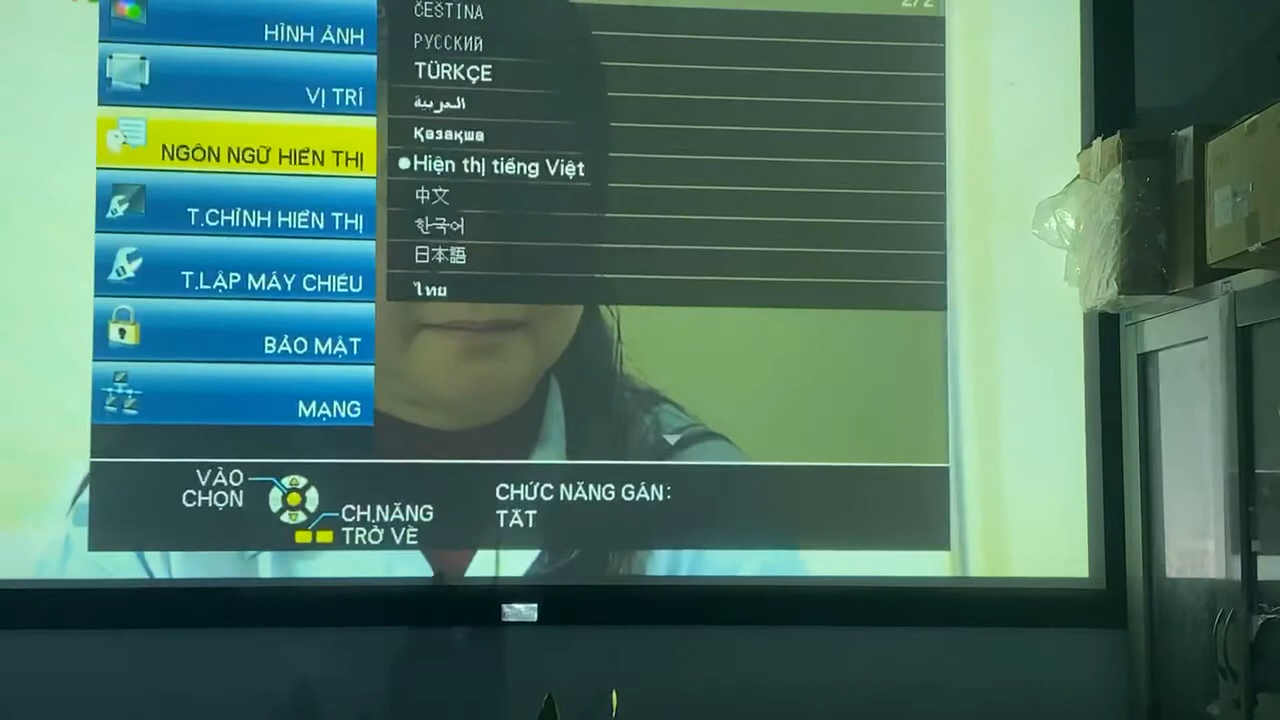 2/2
HÌNH ẢNH
VỊ TRÍ
NGÔN NGỮ HIỂN THỊ
T.CHỈNH HIỂN THỊ
T.LẬP MÁY CHIẾU
BẢO MẬT
MẠNG
ČEŠTINA
РУССКИЙ
TÜRKÇE
العربية
Қазақша
Hiện thị tiếng Việt
中文
한국어
日本語
ไทย
VÀO
CHỌN
CH.NĂNG
TRỞ VỀ
CHỨC NĂNG GÁN:
TẮT